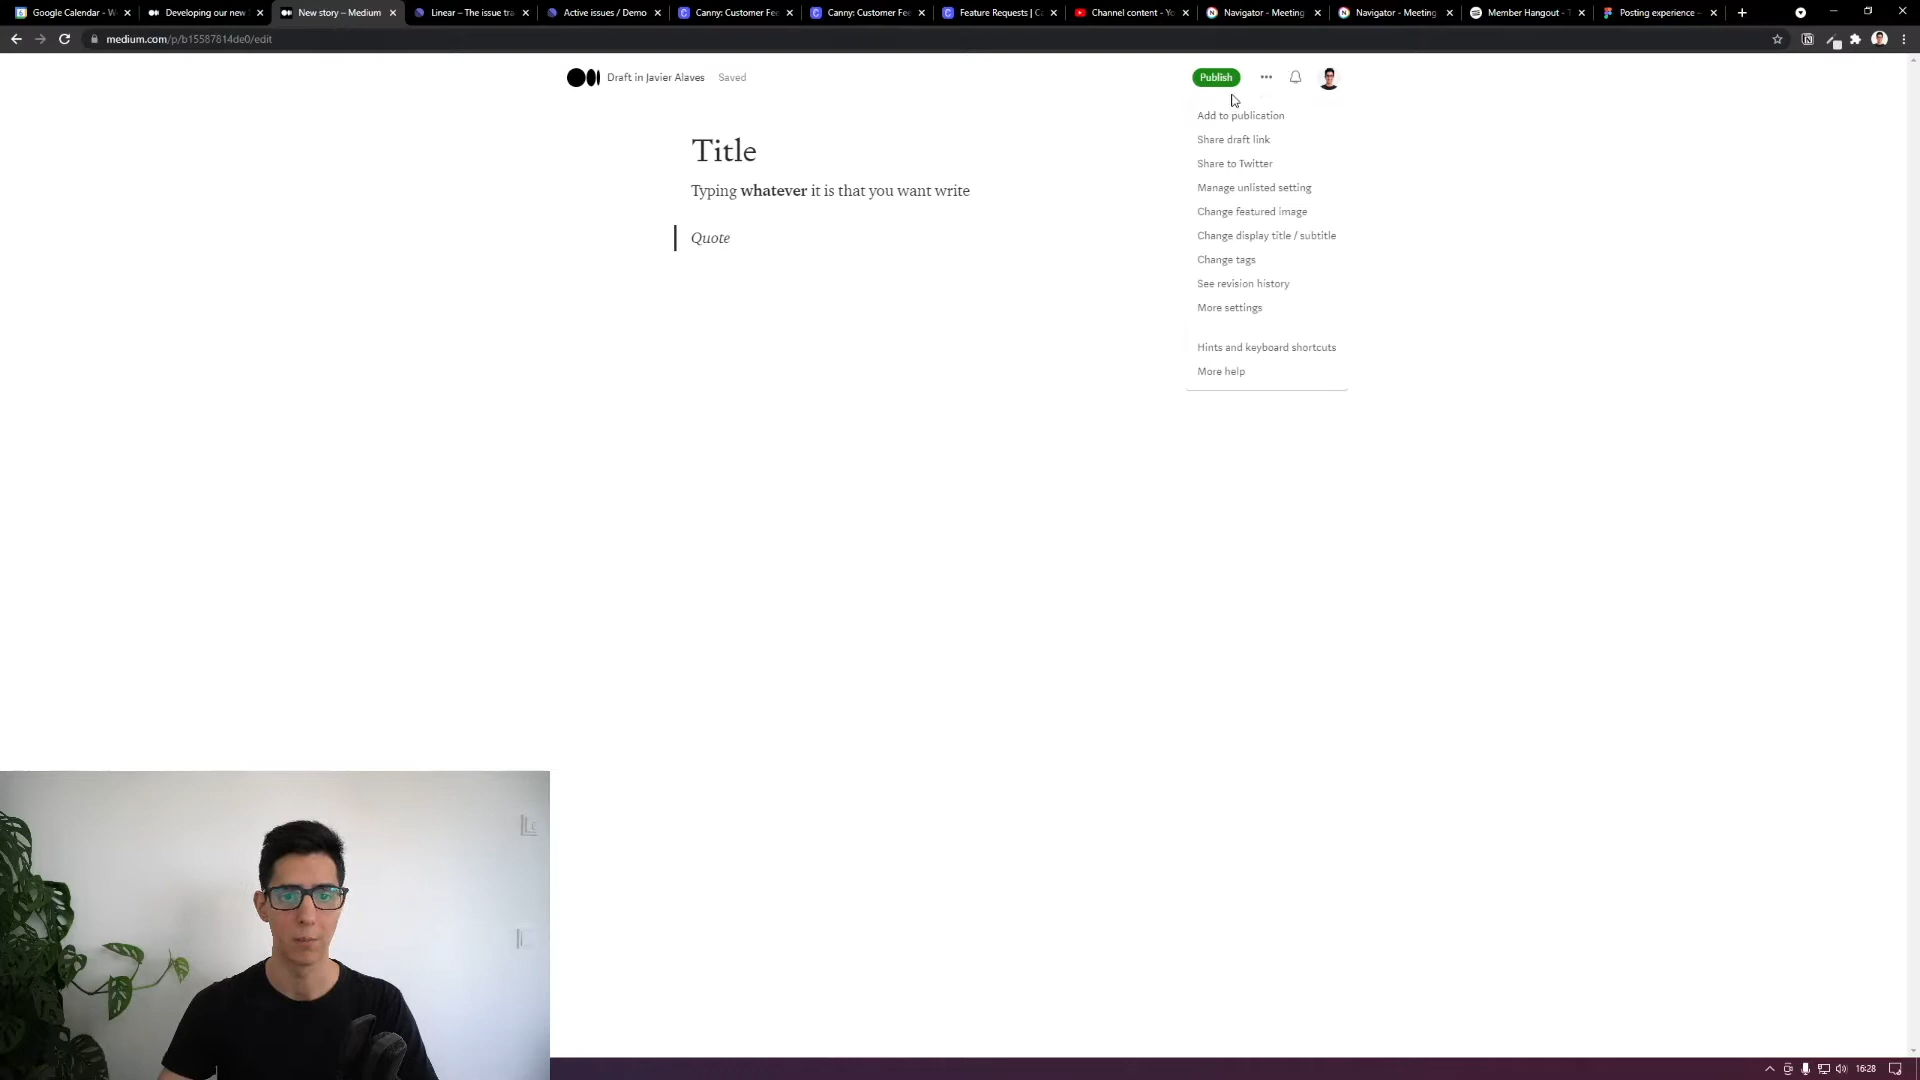 Google Calendar - W
Developing our new
New story – Medium
Linear – The issue tra
Active issues / Demo
Canny: Customer Fee
Canny: Customer Fee
Feature Requests | C
Channel content - Yo
Navigator - Meeting
Navigator - Meeting
Member Hangout - T
Posting experience –
medium.com/p/b15587814de0/edit
Draft in Javier Alaves
Saved
Publish
Add to publication
Share draft link
Share to Twitter
Manage unlisted setting
Change featured image
Change display title / subtitle
Change tags
See revision history
More settings
Hints and keyboard shortcuts
More help
Title
Typing whatever it is that you want write
Quote
16:28